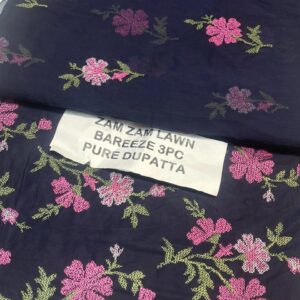 ZAM ZAM LAWN
BAREEZE 3PC
PURE DUPATTA